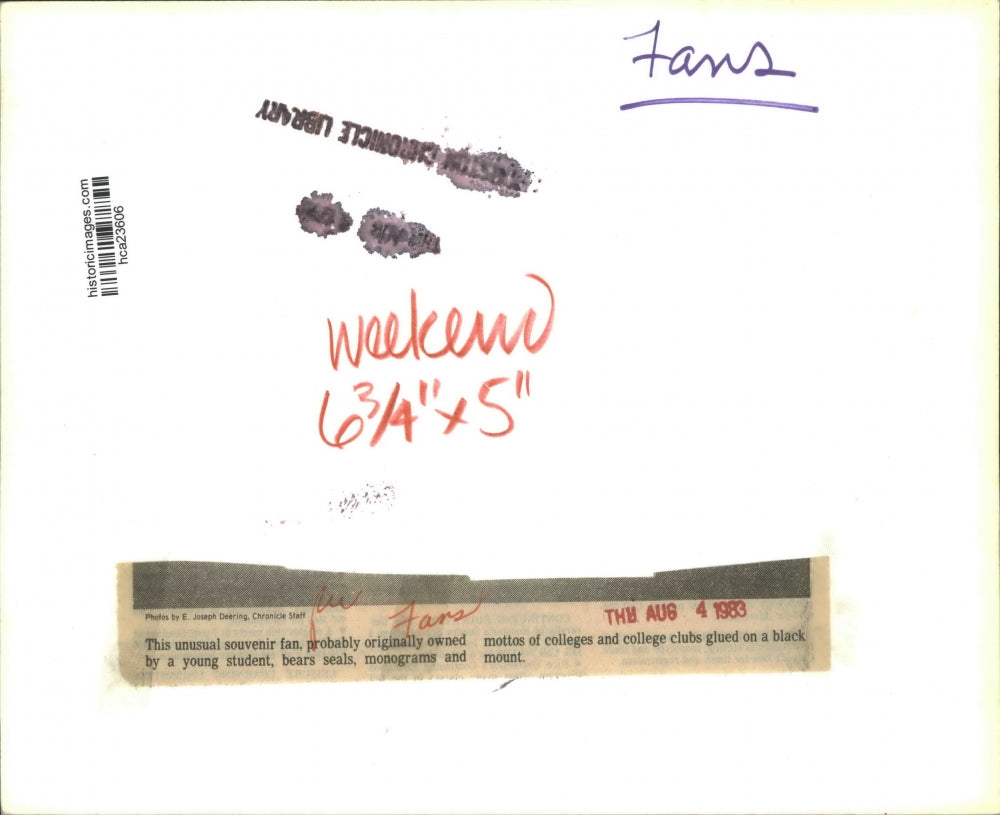 Fans
CHRONICLE LIBRARY
historicimages.com
hca23606
Weekend
6 3/4" x 5"
Photos by E. Joseph Deering, Chronicle Staff
Fans
THU AUG 4 1983
This unusual souvenir fan, probably originally owned
by a young student, bears seals, monograms and
mottos of colleges and college clubs glued on a black
mount.